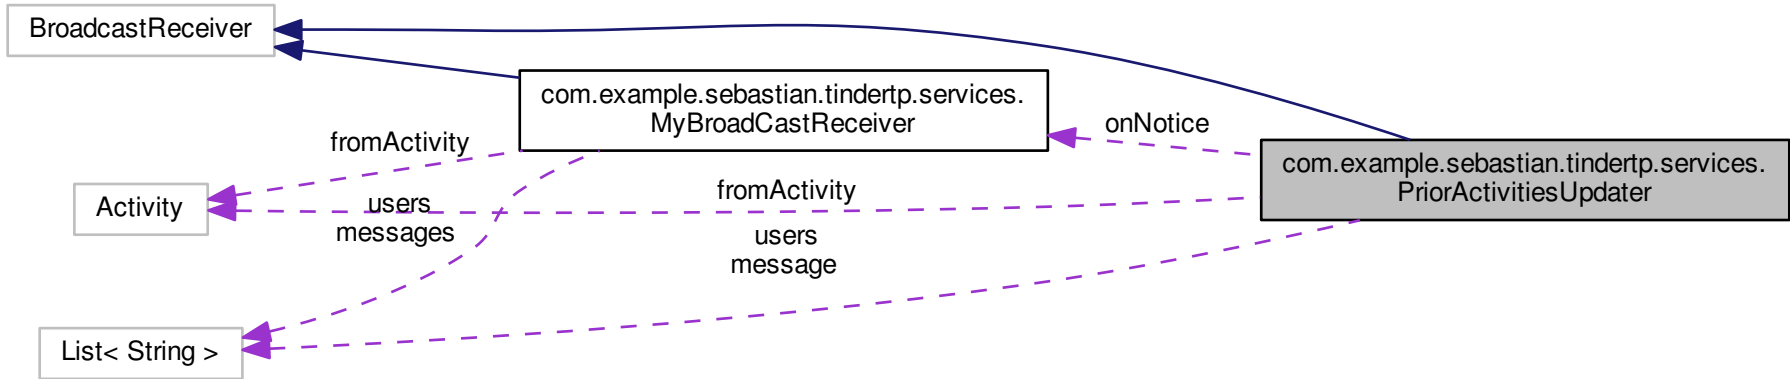 BroadcastReceiver
com.example.sebastian.tindertp.services.
MyBroadCastReceiver
onNotice
fromActivity
com.example.sebastian.tindertp.services.
PriorActivitiesUpdater
Activity
users
messages
fromActivity
users
message
List< String >